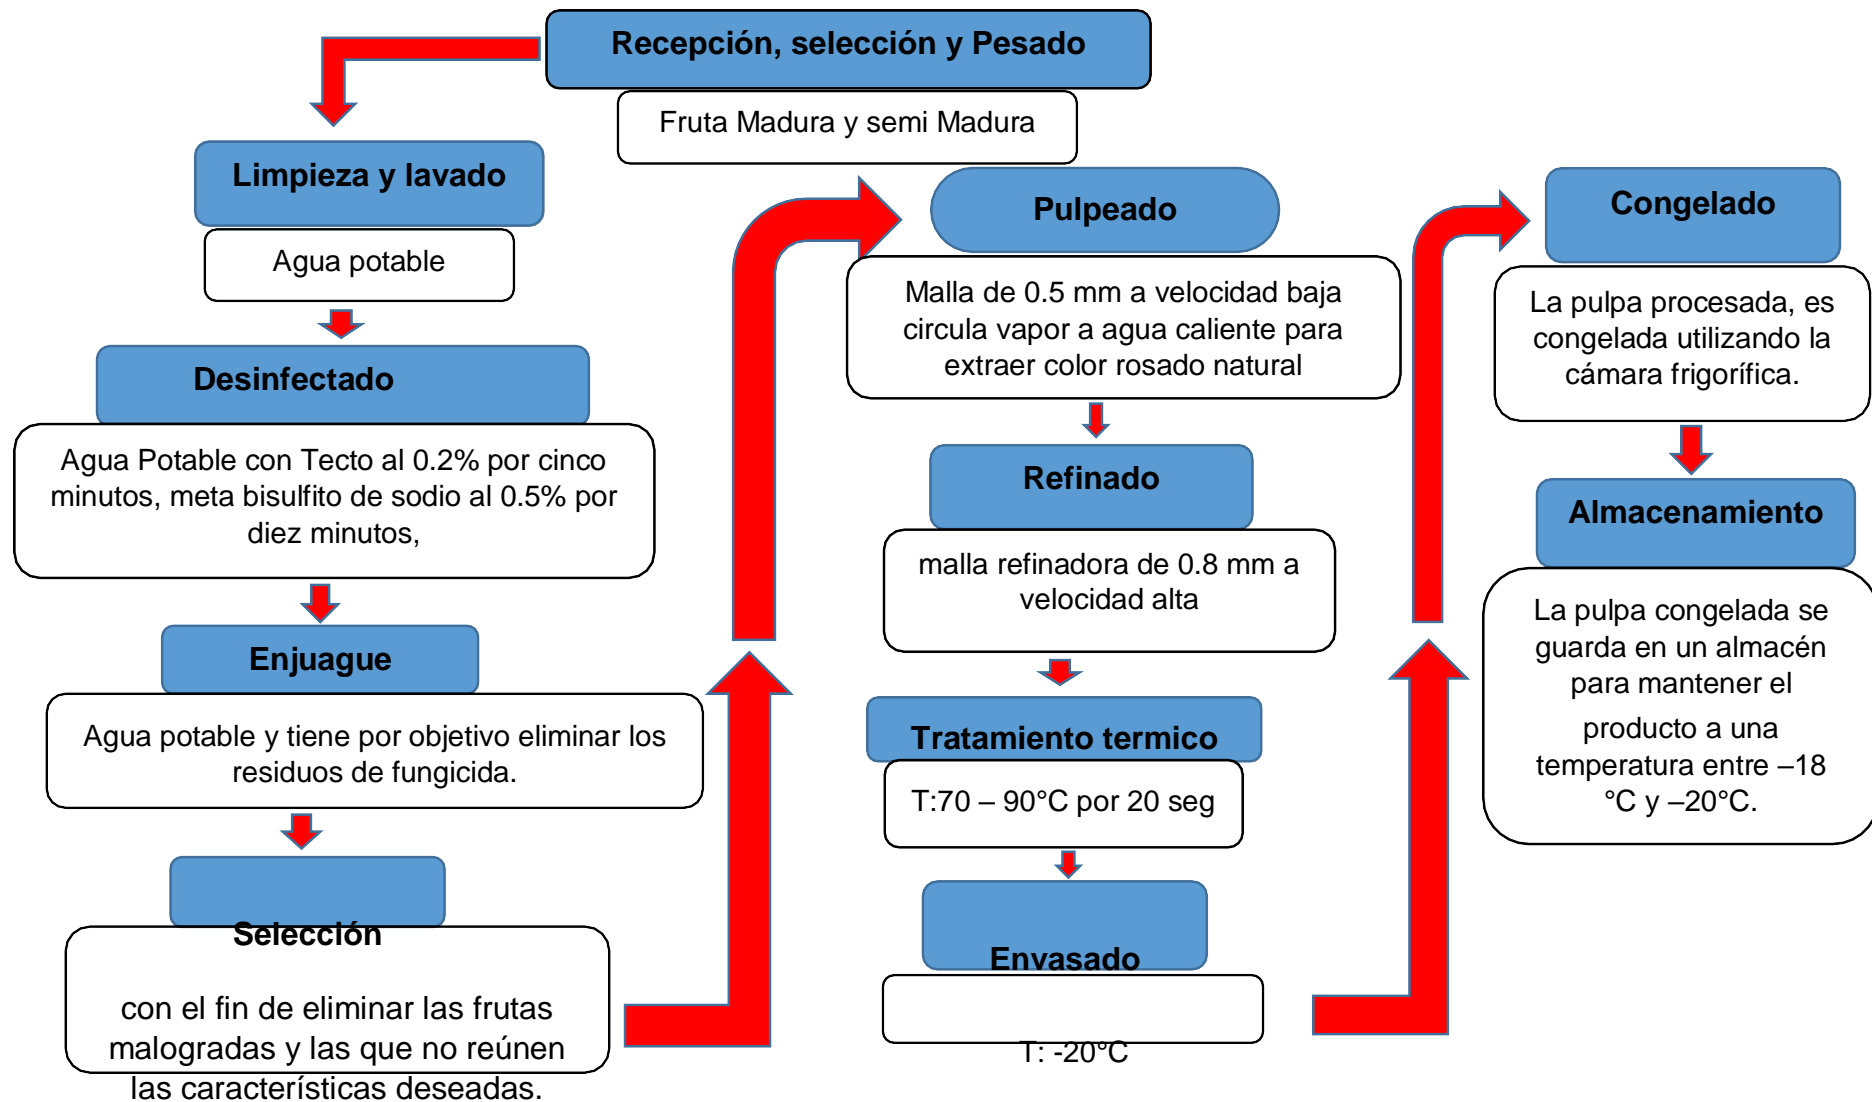 Recepción, selección y Pesado
Fruta Madura y semi Madura
Limpieza y lavado
Agua potable
Desinfectado
Agua Potable con Tecto al 0.2% por cinco
minutos, meta bisulfito de sodio al 0.5% por
diez minutos,
Enjuague
Agua potable y tiene por objetivo eliminar los
residuos de fungicida.
Selección
con el fin de eliminar las frutas
malogradas y las que no reúnen
las características deseadas.
Pulpeado
Malla de 0.5 mm a velocidad baja
circula vapor a agua caliente para
extraer color rosado natural
Refinado
malla refinadora de 0.8 mm a
velocidad alta
Tratamiento termico
T:70 – 90°C por 20 seg
Envasado
T: -20°C
Congelado
La pulpa procesada, es
congelada utilizando la
cámara frigorífica.
Almacenamiento
La pulpa congelada se
guarda en un almacén
para mantener el
producto a una
temperatura entre –18
°C y –20°C.